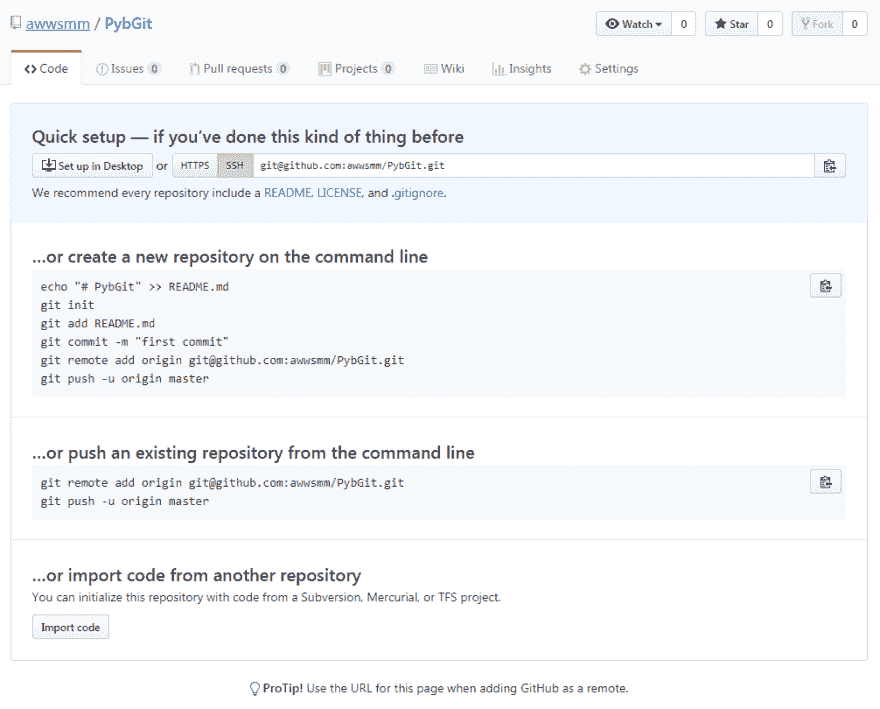 awwsmm / PybGit
Watch 0 Star 0 Fork 0
Code Issues 0 Pull requests 0 Projects 0 Wiki Insights Settings
Quick setup — if you’ve done this kind of thing before
Set up in Desktop or HTTPS SSH git@github.com:awwsmm/PybGit.git
We recommend every repository include a README, LICENSE, and .gitignore.
...or create a new repository on the command line
echo "# PybGit" >> README.md
git init
git add README.md
git commit -m "first commit"
git remote add origin git@github.com:awwsmm/PybGit.git
git push -u origin master
...or push an existing repository from the command line
git remote add origin git@github.com:awwsmm/PybGit.git
git push -u origin master
...or import code from another repository
You can initialize this repository with code from a Subversion, Mercurial, or TFS project.
Import code
ProTip! Use the URL for this page when adding GitHub as a remote.